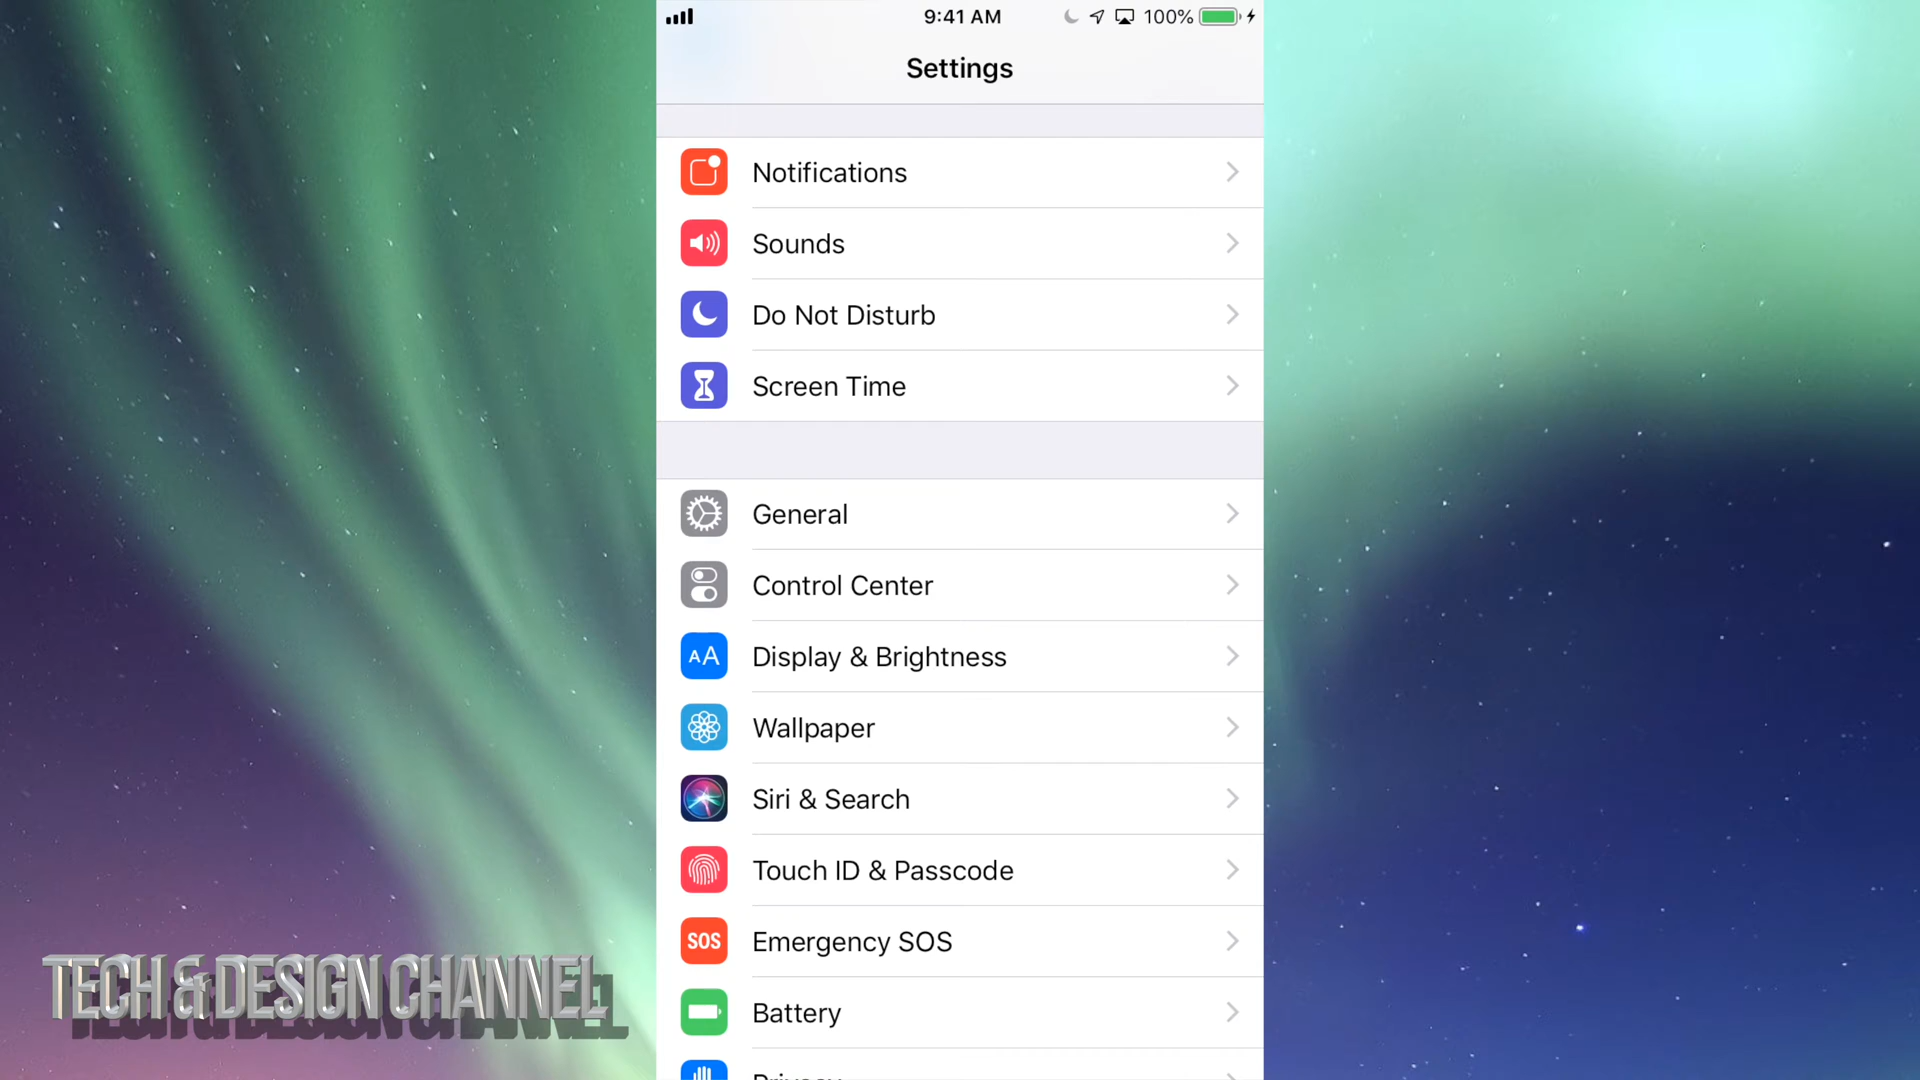 9:41 AM 100%
Settings
Notifications
Sounds
Do Not Disturb
Screen Time
General
Control Center
AA Display & Brightness
Wallpaper
Siri & Search
Touch ID & Passcode
SOS Emergency SOS
Battery
Privacy
TECH & DESIGN CHANNEL